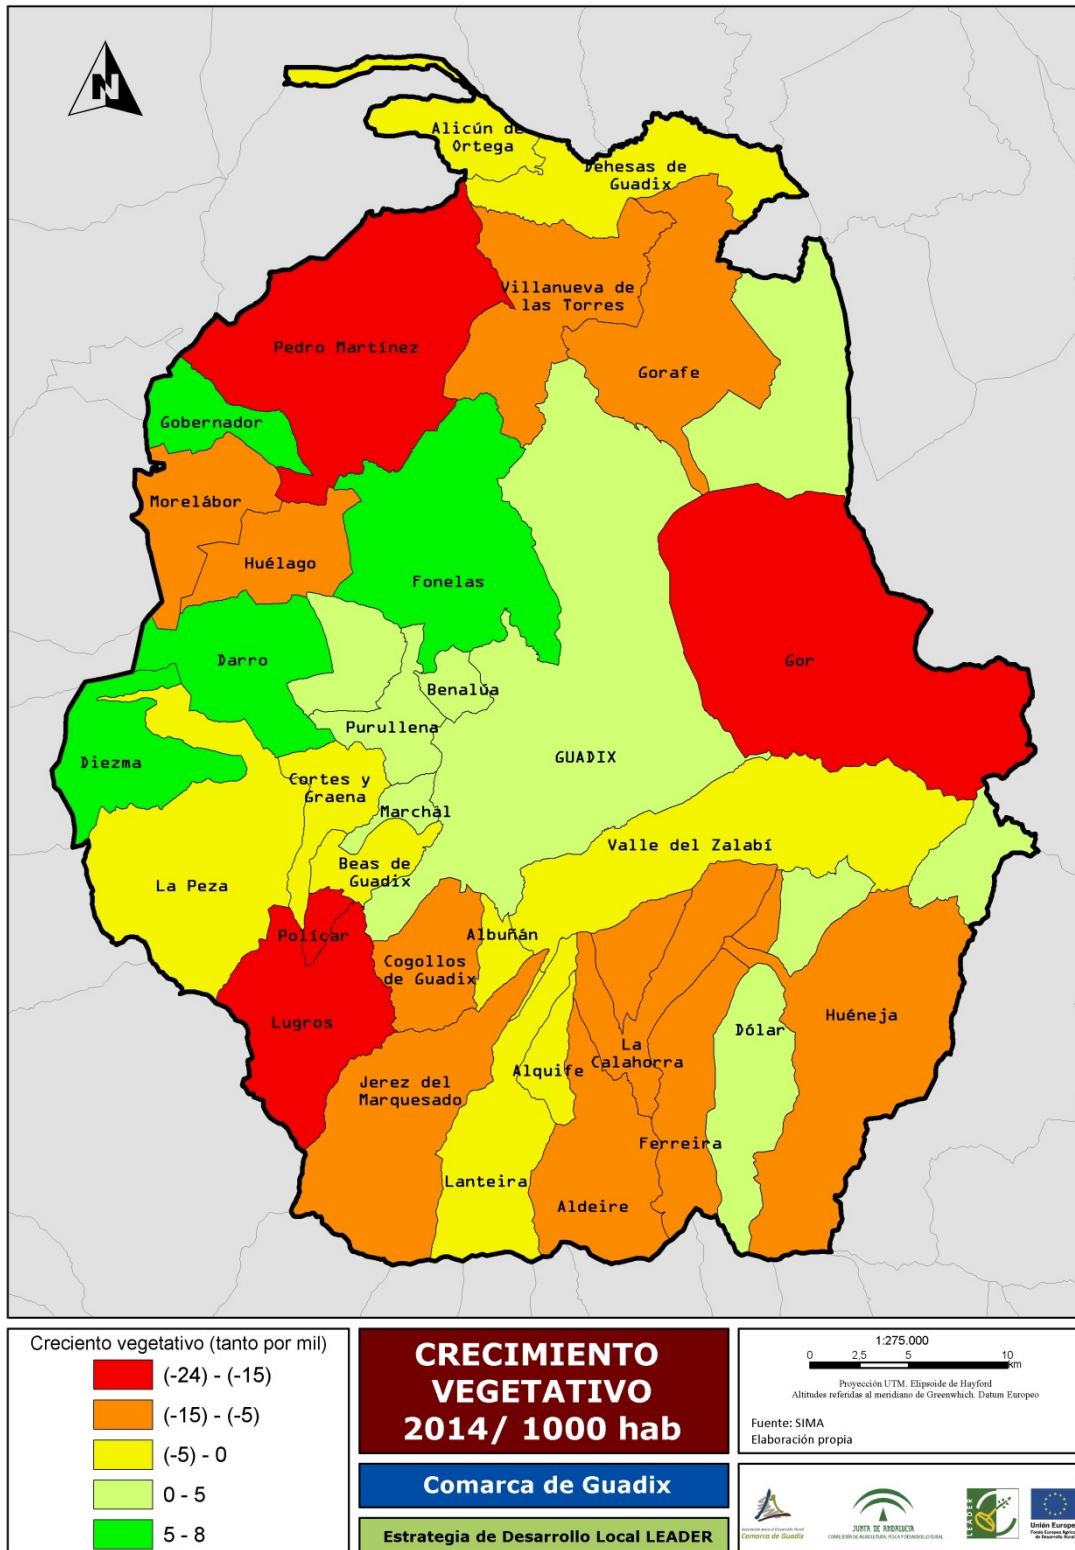 N
Alicún de
Ortega
Dehesas de
Guadix
Villanueva de
las Torres
Pedro Martínez
Gorafe
Gobernador
Morelábor
Huélago
Fonelas
Darro
Gor
Benalúa
Purullena
GUADIX
Diezma
Cortes y
Graena
Marchal
Valle del Zalabí
Beas de
Guadix
La Peza
Polícar
Albuñán
Cogollos
de Guadix
Lugros
Huéneja
Dólar
La
Calahorra
Alquife
Jerez del
Marquesado
Ferreira
Lanteira
Aldeire
Creciento vegetativo (tanto por mil)
(-24) - (-15)
(-15) - (-5)
(-5) - 0
0 - 5
5 - 8
CRECIMIENTO
VEGETATIVO
2014/ 1000 hab
Comarca de Guadix
Estrategia de Desarrollo Local LEADER
1:275.000
0 2,5 5 10
km
Proyección UTM. Elipsoide de Hayford
Altitudes referidas al meridiano de Greenwhich. Datum Europeo
Fuente: SIMA
Elaboración propia
Comarca de Guadix
JUNTA DE ANDALUCIA
LEADER
Unión Europea